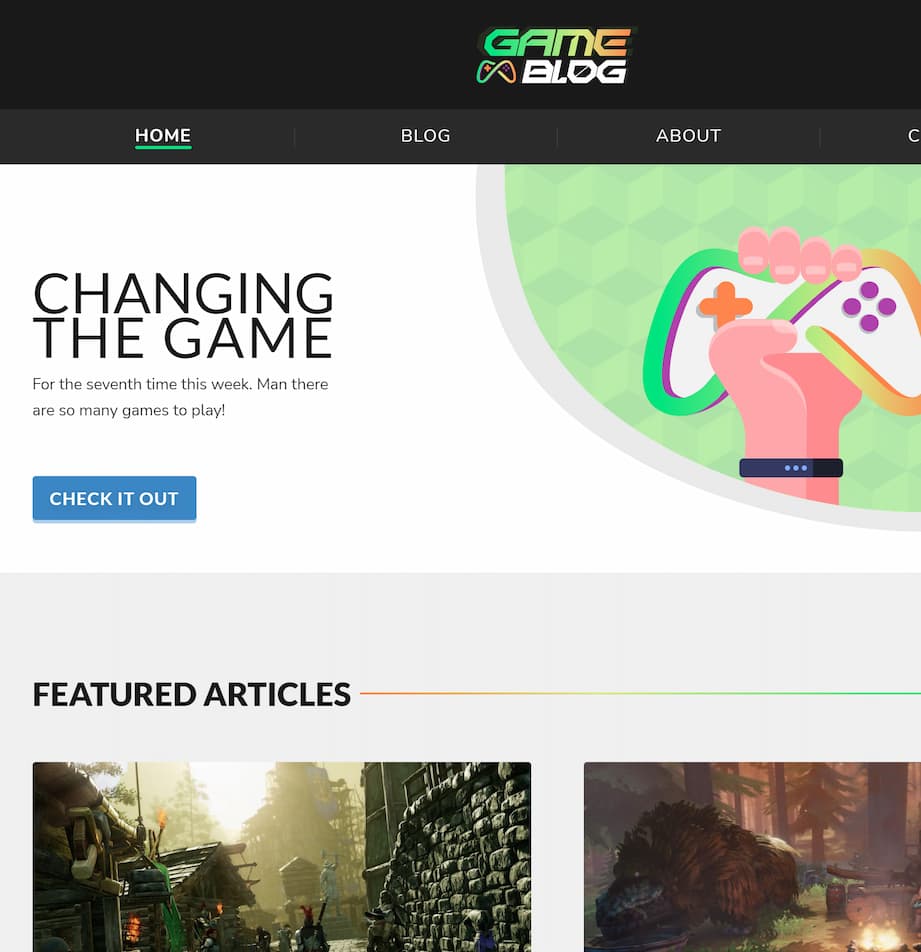 GAME
BLOG
HOME
BLOG
ABOUT
C
CHANGING
THE GAME
For the seventh time this week. Man there
are so many games to play!
CHECK IT OUT
FEATURED ARTICLES